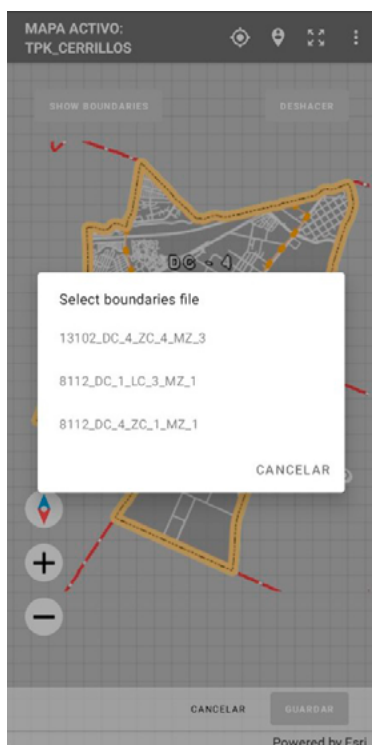 MAPA ACTIVO:
TPK_CERRILLOS
SHOW BOUNDARIES
DESHACER
DC - 4
Select boundaries file
13102_DC_4_ZC_4_MZ_3
8112_DC_1_LC_3_MZ_1
8112_DC_4_ZC_1_MZ_1
CANCELAR
CANCELAR
GUARDAR
Powered by Esri